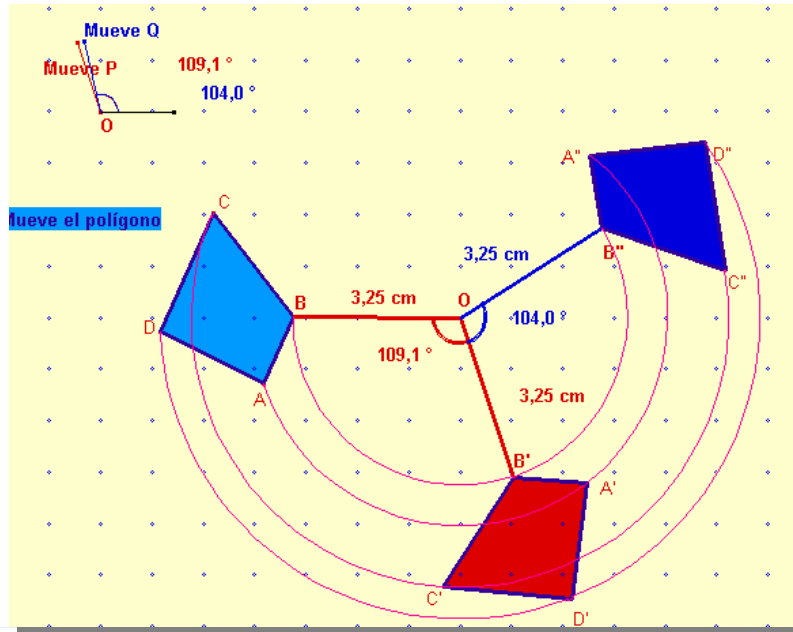 Mueve Q
Mueve P
109,1 °
104,0 °
O
A"
D"
C
Mueve el polígono
B"
3,25 cm
C"
B
3,25 cm
O
D
104,0 °
109,1 °
A
3,25 cm
B'
A'
C'
D'